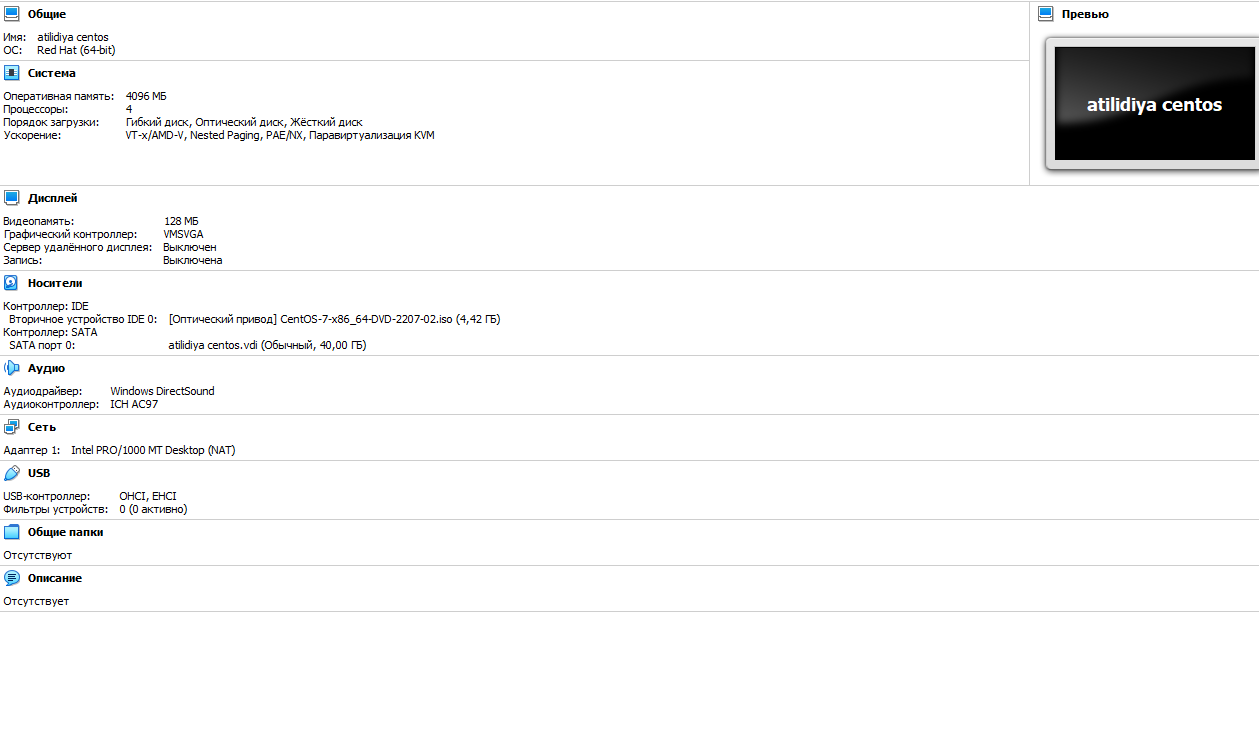 Общие
Имя: atilidiya centos
ОС: Red Hat (64-bit)
Превью
atilidiya centos
Система
Оперативная память: 4096 МБ
Процессоры: 4
Порядок загрузки: Гибкий диск, Оптический диск, Жёсткий диск
Ускорение: VT-x/AMD-V, Nested Paging, PAE/NX, Паравиртуализация KVM
Дисплей
Видеопамять: 128 МБ
Графический контроллер: VMSVGA
Сервер удалённого дисплея: Выключен
Запись: Выключена
Носители
Контроллер: IDE
Вторичное устройство IDE 0: [Оптический привод] CentOS-7-x86_64-DVD-2207-02.iso (4,42 ГБ)
Контроллер: SATA
SATA порт 0: atilidiya centos.vdi (Обычный, 40,00 ГБ)
Аудио
Аудиодрайвер: Windows DirectSound
Аудиоконтроллер: ICH AC97
Сеть
Адаптер 1: Intel PRO/1000 MT Desktop (NAT)
USB
USB-контроллер: OHCI, EHCI
Фильтры устройств: 0 (0 активно)
Общие папки
Отсутствуют
Описание
Отсутствует